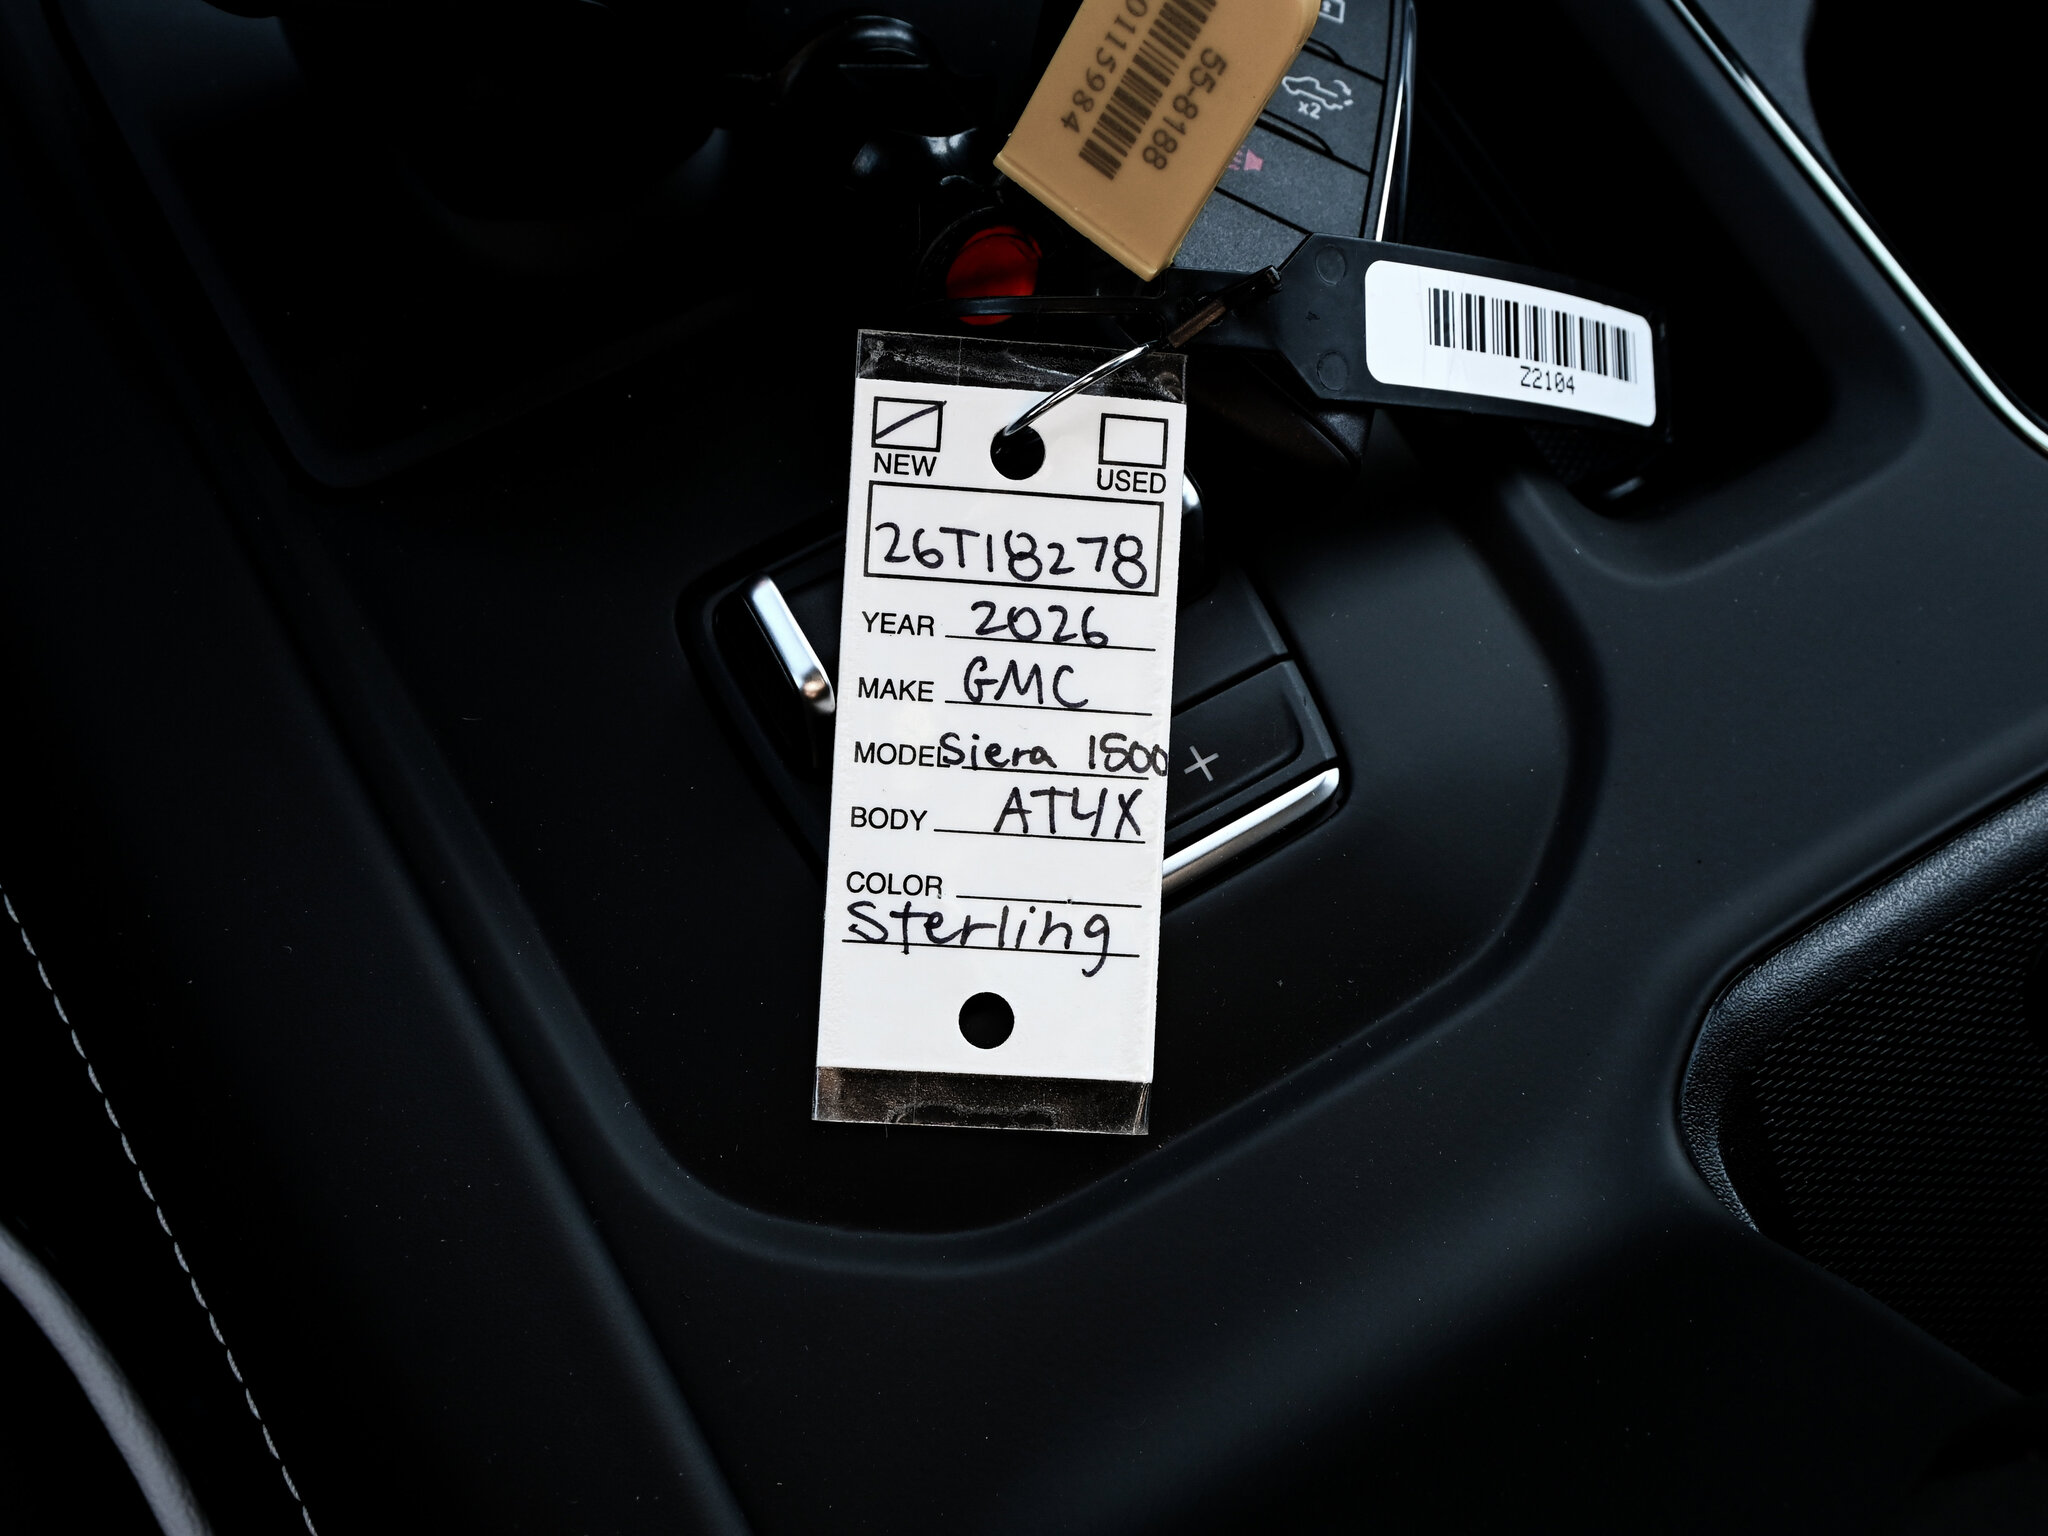 55-8188
0115984
x2
Z2104
NEW USED
26T18278
YEAR 2026
MAKE GMC
MODEL Siera 1500
BODY AT4X
COLOR
Sterling
+